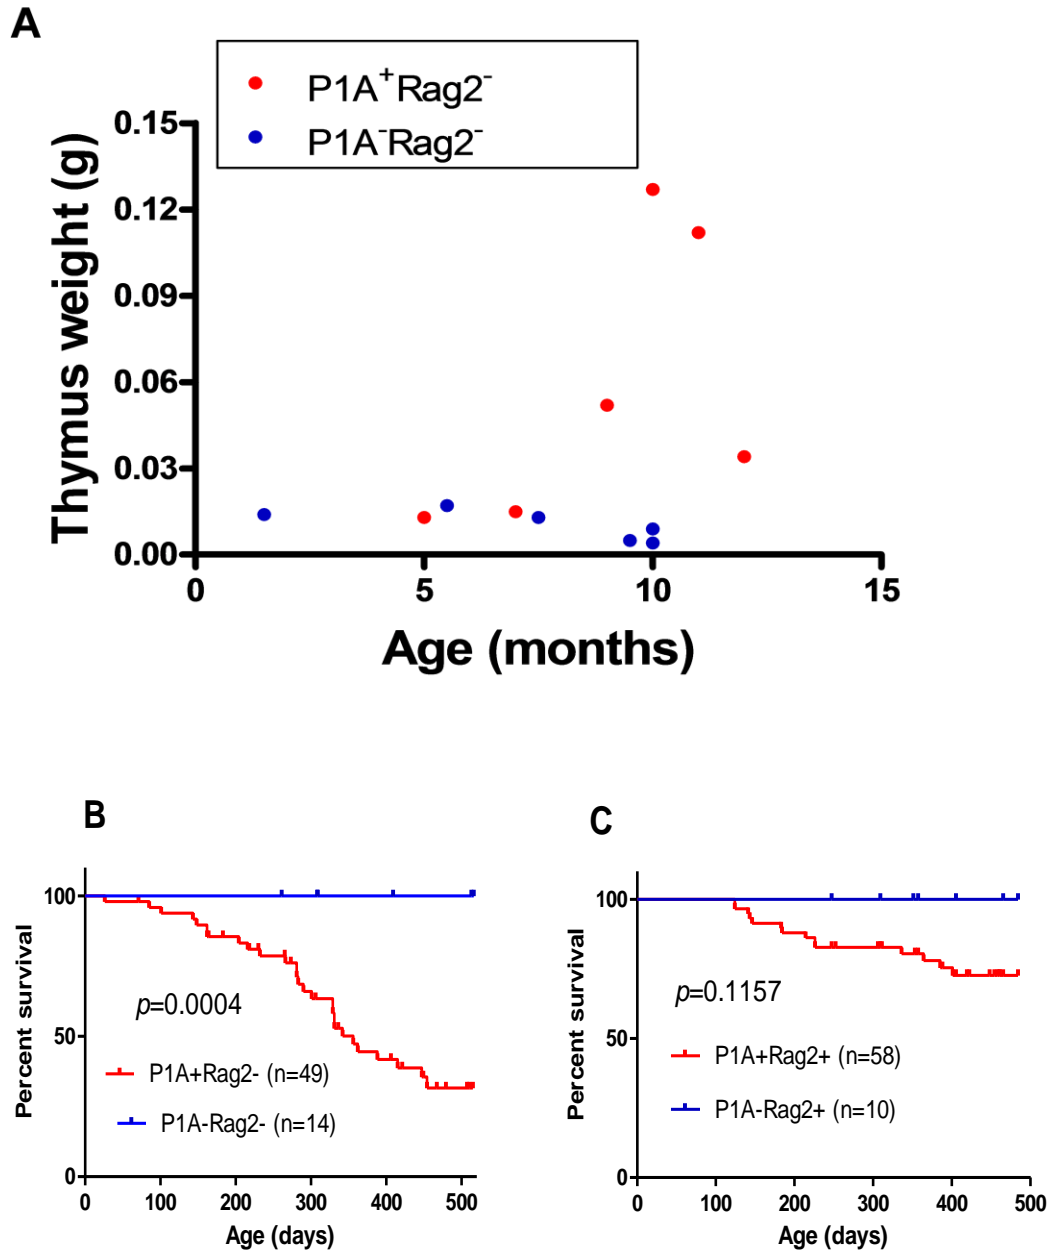 A
P1A⁺Rag2⁻
P1A⁻Rag2⁻
0.15
0.12
0.09
0.06
0.03
0.00
Thymus weight (g)
0 5 10 15
Age (months)
B
100
50
0
Percent survival
p=0.0004
P1A+Rag2- (n=49)
P1A-Rag2- (n=14)
0 100 200 300 400 500
Age (days)
C
100
50
0
Percent survival
p=0.1157
P1A+Rag2+ (n=58)
P1A-Rag2+ (n=10)
0 100 200 300 400 500
Age (days)